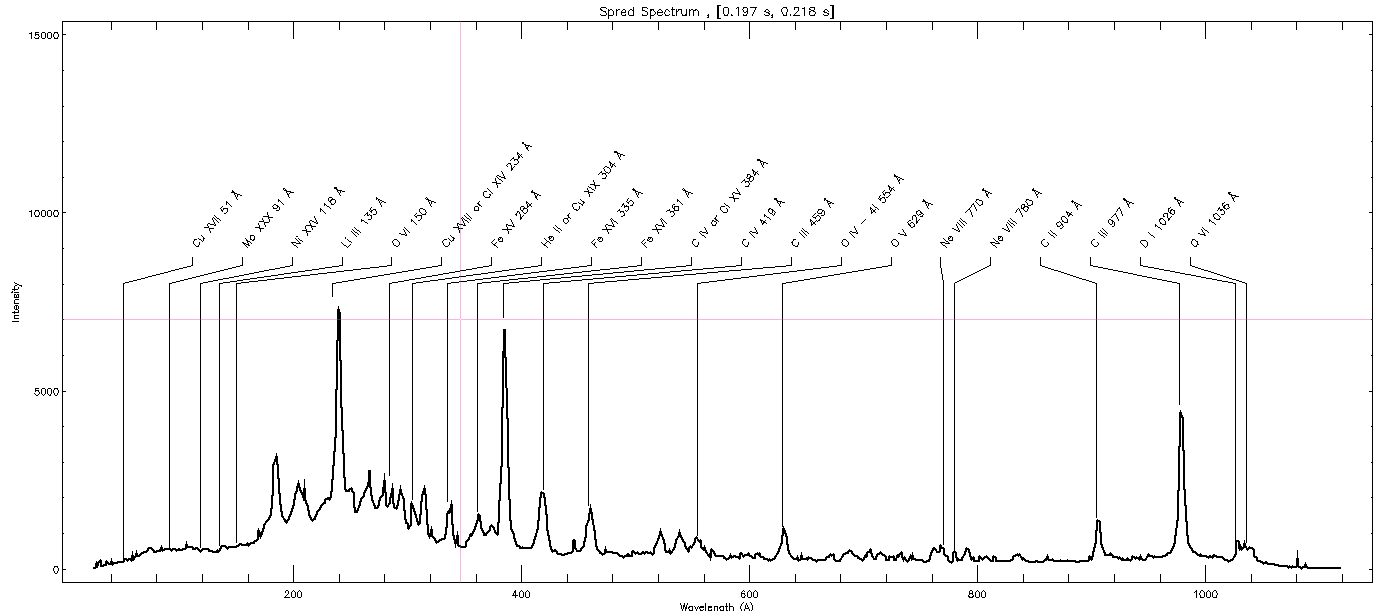 Spred Spectrum , [0.197 s, 0.218 s]
15000
10000
5000
0
Intensity
Cu XXVII 51 Å
Mo XXX 91 Å
Ni XXV 118 Å
Li III 135 Å
O VI 150 Å
Cu XVIII or Cl XIV 234 Å
Fe XV 284 Å
He II or Cu XIX 304 Å
Fe XVI 335 Å
Fe XVI 361 Å
C IV or Cl XV 384 Å
C IV 419 Å
C III 459 Å
O IV - 4I 554 Å
O V 629 Å
Ne VIII 770 Å
Ne VIII 780 Å
C II 904 Å
C III 977 Å
D I 1026 Å
O VI 1036 Å
200
400
600
800
1000
Wavelength (Å)